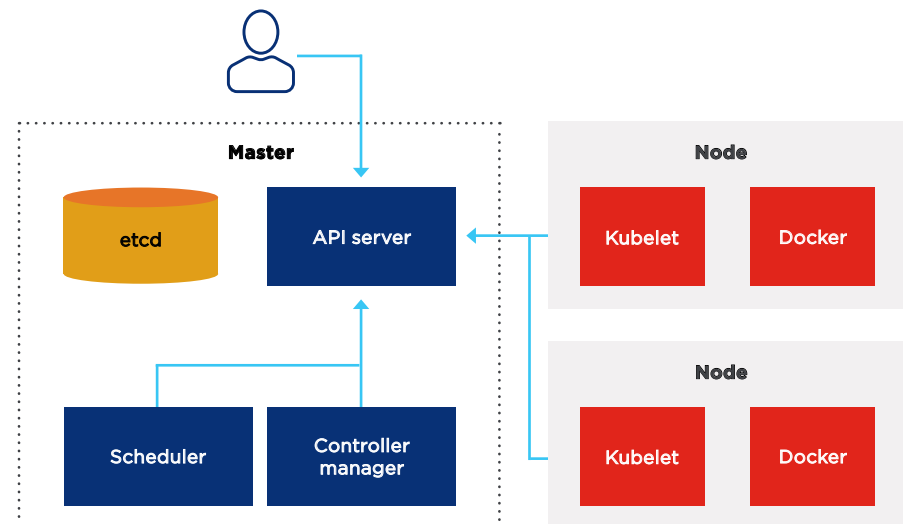 Master
etcd
API server
Scheduler
Controller
manager
Node
Kubelet
Docker
Node
Kubelet
Docker